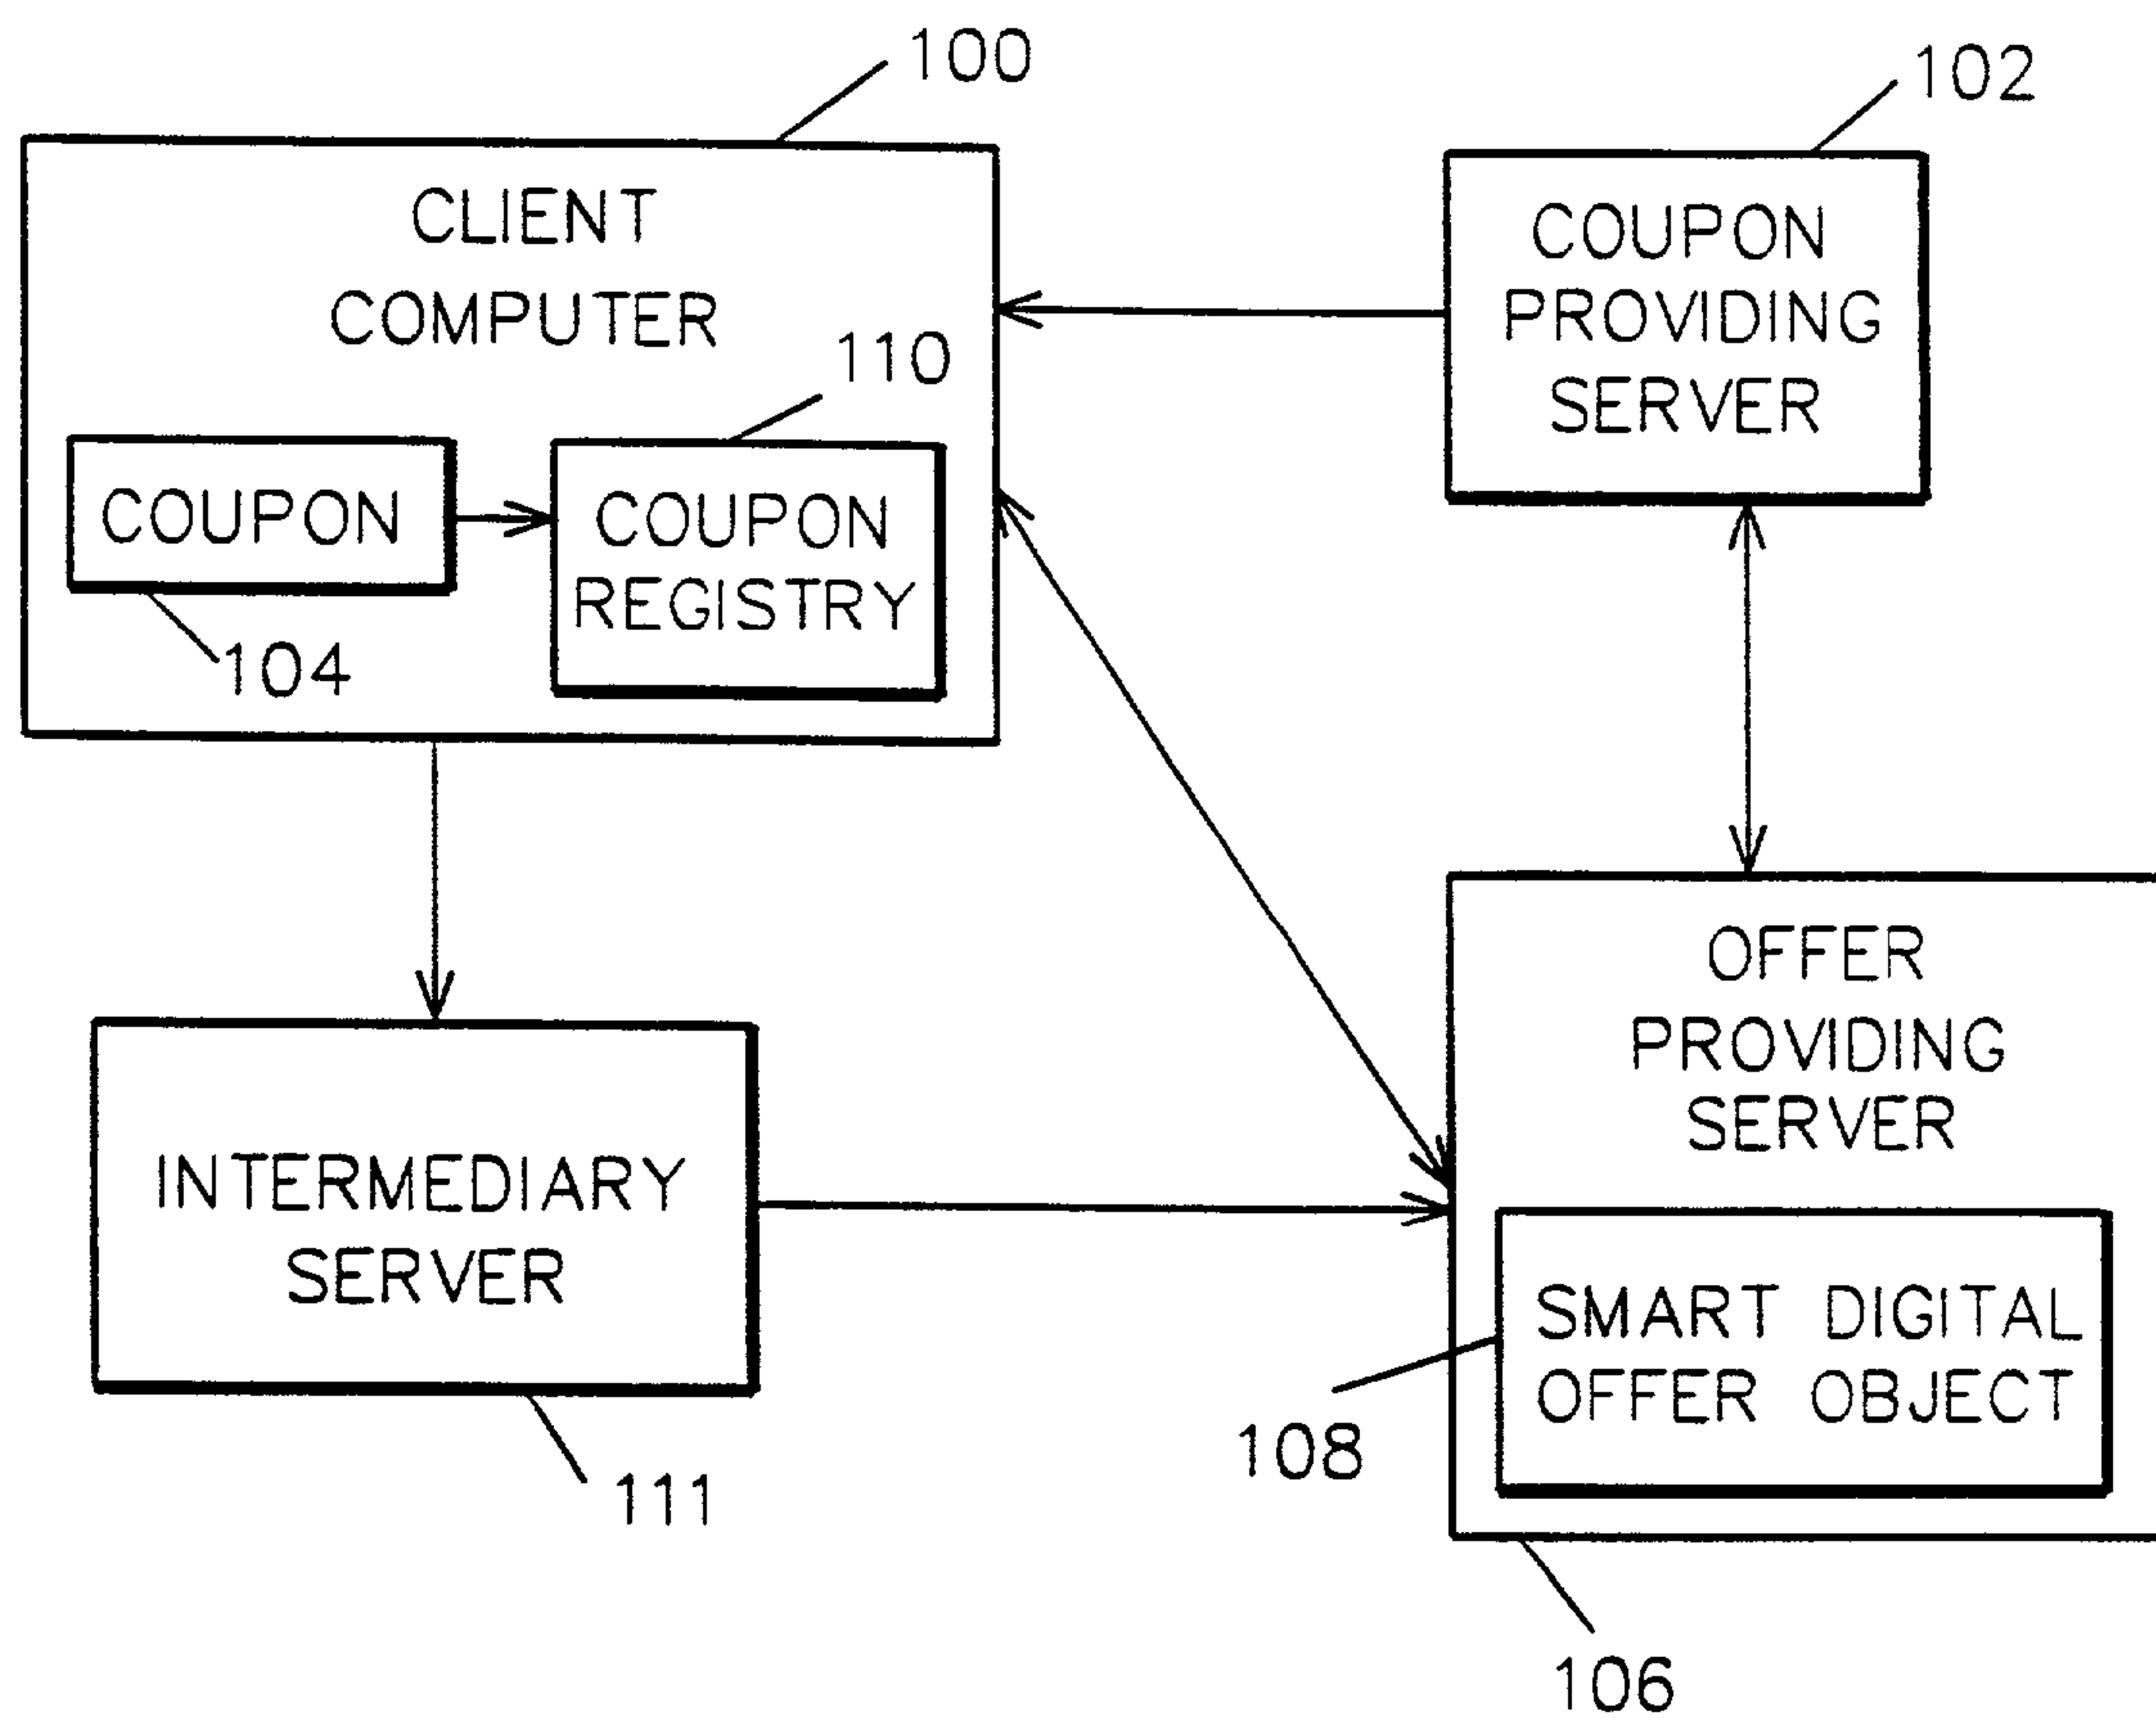 100
102
CLIENT
COMPUTER
COUPON
PROVIDING
SERVER
110
COUPON
COUPON
REGISTRY
104
OFFER
PROVIDING
SERVER
INTERMEDIARY
SERVER
SMART DIGITAL
OFFER OBJECT
108
111
106